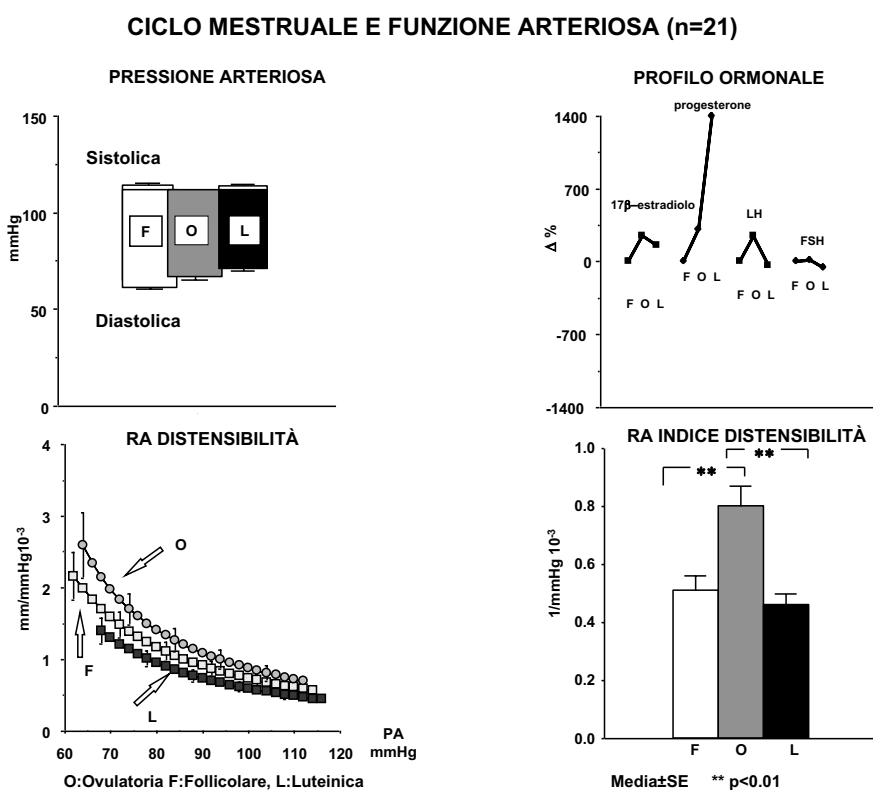 CICLO MESTRUALE E FUNZIONE ARTERIOSA (n=21)
PRESSIONE ARTERIOSA
150
100
50
0
mmHg
Sistolica
F
O
L
Diastolica
PROFILO ORMONALE
1400
700
0
-700
-1400
Δ %
progesterone
17β–estradiolo
LH
FSH
F O L
F O L
F O L
F O L
RA DISTENSIBILITÀ
4
3
2
1
0
mm/mmHg10-3
O
F
L
60 70 80 90 100 110 120
PA
mmHg
O:Ovulatoria F:Follicolare, L:Luteinica
RA INDICE DISTENSIBILITÀ
1.0
0.8
0.6
0.4
0.2
0.0
1/mmHg 10-3
**
**
F O L
Media±SE ** p<0.01